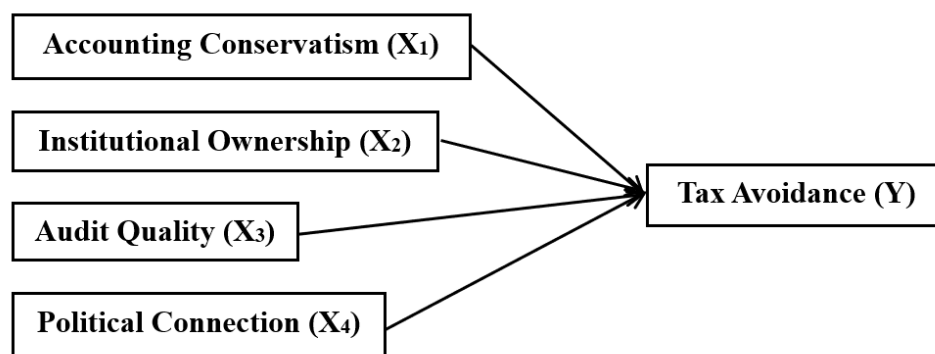 Accounting Conservatism (X₁)
Institutional Ownership (X₂)
Tax Avoidance (Y)
Audit Quality (X₃)
Political Connection (X₄)